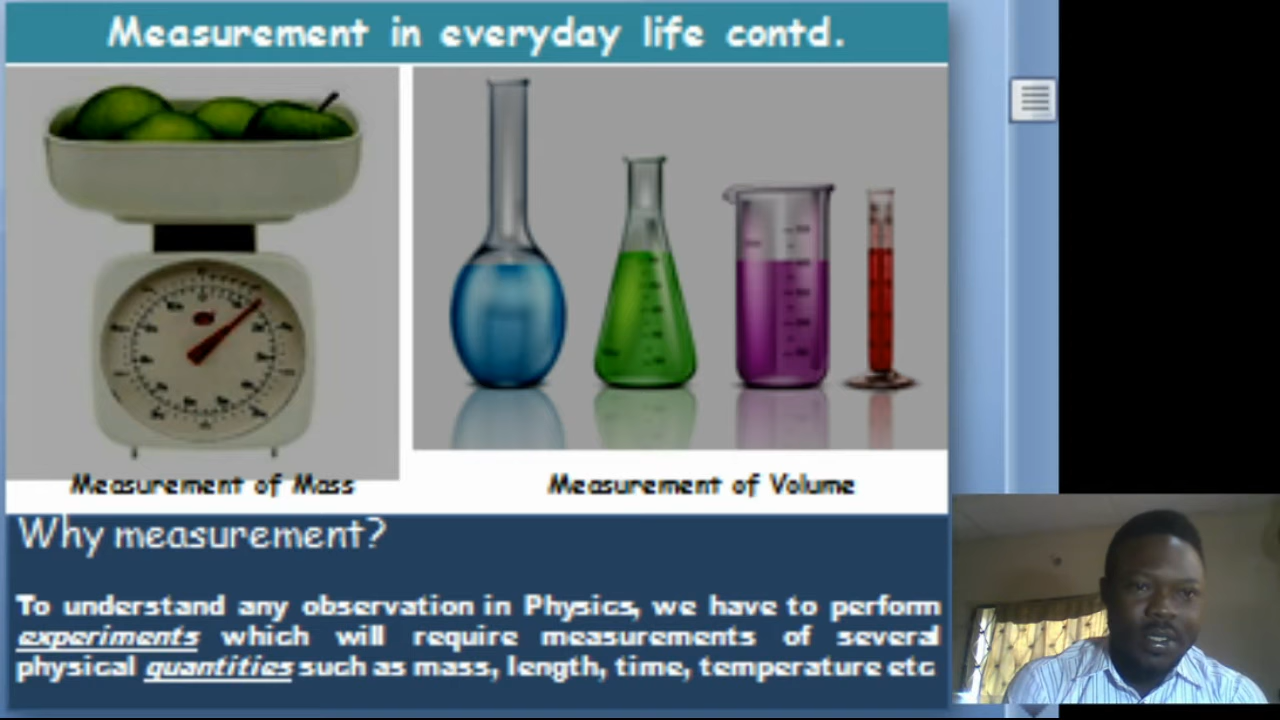 Measurement in everyday life contd.
Measurement of Mass
Measurement of Volume
Why measurement?
To understand any observation in Physics, we have to perform
experiments which will require measurements of several
physical quantities such as mass, length, time, temperature etc